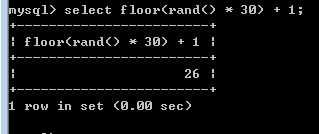 mysql> select floor(rand() * 30) + 1;
+------------------------+
| floor(rand() * 30) + 1 |
+------------------------+
|                     26 |
+------------------------+
1 row in set (0.00 sec)